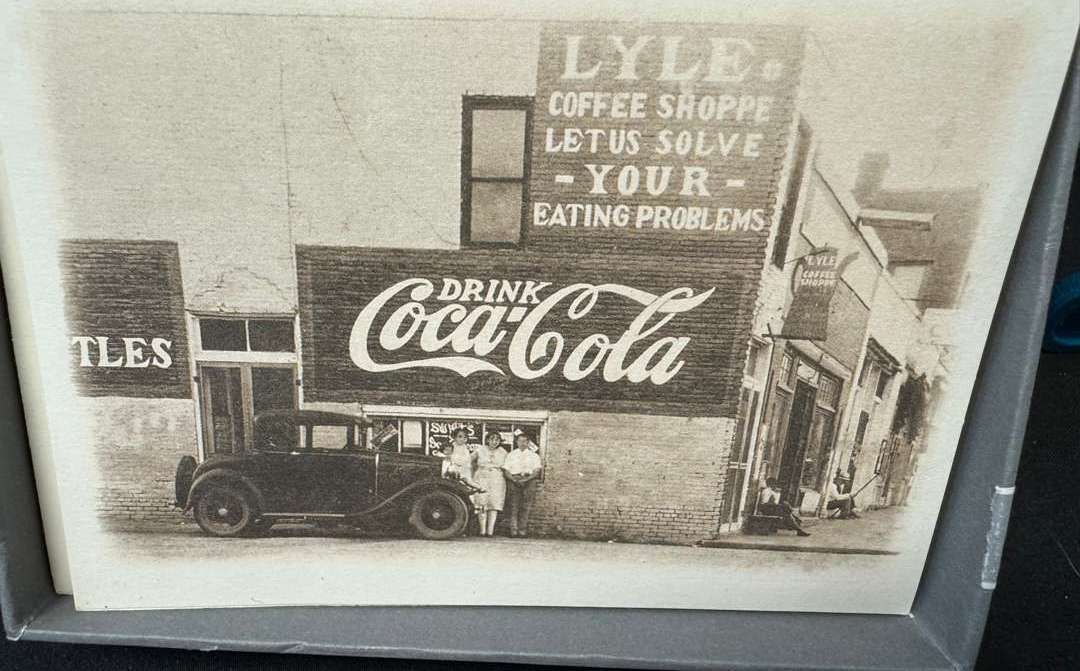 LYLE
COFFEE SHOPPE
LET US SOLVE
- YOUR -
EATING PROBLEMS
LYLE
COFFEE
SHOPPE
DRINK
Coca-Cola
TLES